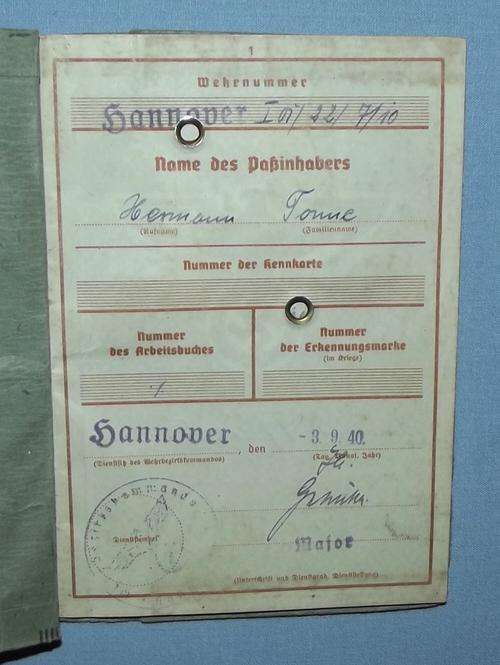 1
Wehrnummer
Hannover I 22/ 7/10
Name des Paßinhabers
Hermann Tonne
(Rufname) (Familienname)
Nummer der Kennkarte
Nummer des Arbeitsbuches
Nummer der Erkennungsmarke
(im Kriege)
Hannover, den - 3. 9. 40.
(Dienstsitz des Wehrbezirkskommandos) (Tag, Jahr)
Dienststempel
Major
(Unterschrift und Dienstgrad, Dienststellung)